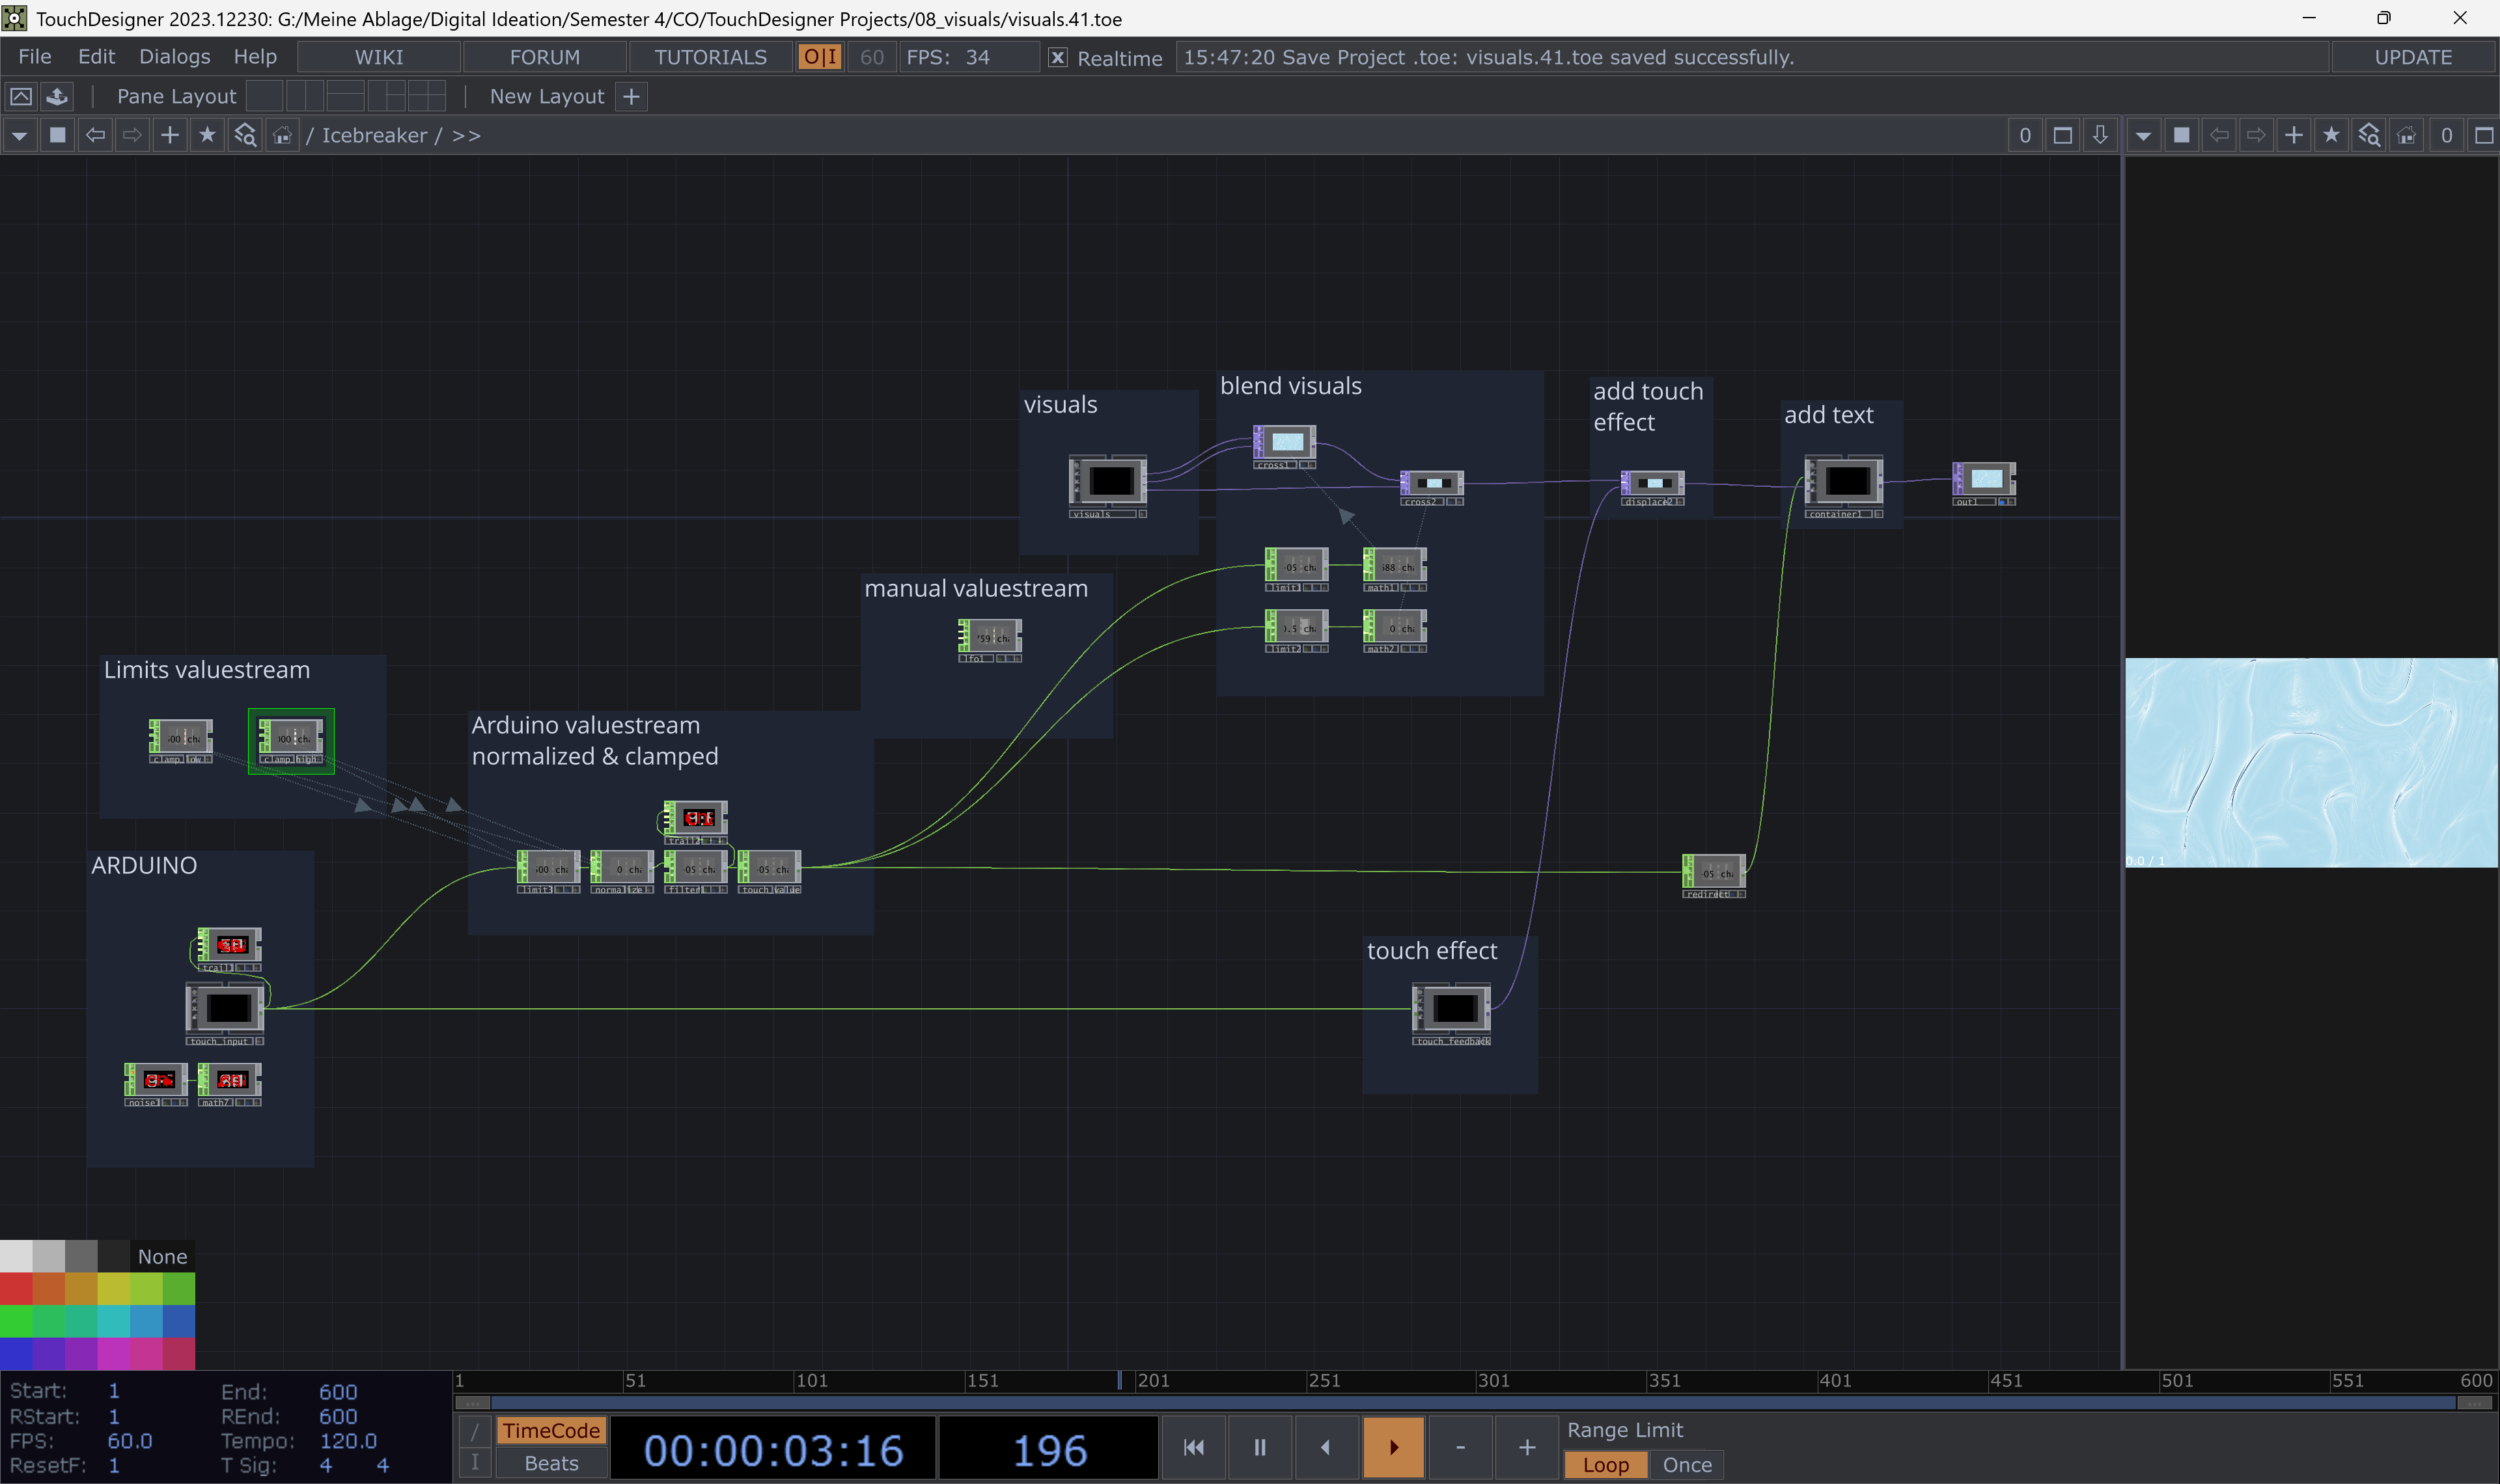 TouchDesigner 2023.12230: G:/Meine Ablage/Digital Ideation/Semester 4/CO/TouchDesigner Projects/08_visuals/visuals.41.toe
File Edit Dialogs Help WIKI FORUM TUTORIALS O|I 60 FPS: 34 X Realtime 15:47:20 Save Project .toe: visuals.41.toe saved successfully. UPDATE
Pane Layout New Layout +
/ Icebreaker / >> 0 0
visuals
visuals
blend visuals
cross1
cross2
limit1 math1
limit2 math2
add touch
effect
displace2
add text
container1
out1
manual valuestream
lfo1
Limits valuestream
clamp_low clamp_high
Arduino valuestream
normalized & clamped
trail2
limit3 normalize filter1 touch_value
redirect
ARDUINO
trail1
touch_input
noise1 math7
touch effect
touch_feedback
0.0 / 1
None
Start: 1 End: 600
RStart: 1 REnd: 600
FPS: 60.0 Tempo: 120.0
ResetF: 1 T Sig: 4 4
1 51 101 151 201 251 301 351 401 451 501 551 600
TimeCode
Beats
00:00:03:16
196
- +
Range Limit
Loop Once